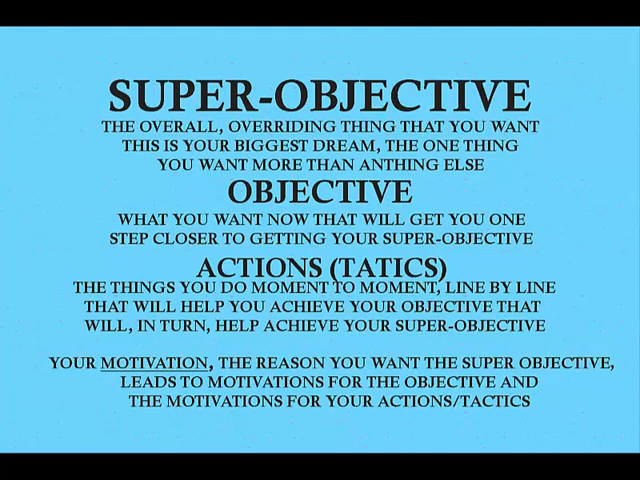 SUPER-OBJECTIVE
THE OVERALL, OVERRIDING THING THAT YOU WANT
THIS IS YOUR BIGGEST DREAM, THE ONE THING
YOU WANT MORE THAN ANTHING ELSE
OBJECTIVE
WHAT YOU WANT NOW THAT WILL GET YOU ONE
STEP CLOSER TO GETTING YOUR SUPER-OBJECTIVE
ACTIONS (TATICS)
THE THINGS YOU DO MOMENT TO MOMENT, LINE BY LINE
THAT WILL HELP YOU ACHIEVE YOUR OBJECTIVE THAT
WILL, IN TURN, HELP ACHIEVE YOUR SUPER-OBJECTIVE
YOUR MOTIVATION, THE REASON YOU WANT THE SUPER OBJECTIVE,
LEADS TO MOTIVATIONS FOR THE OBJECTIVE AND
THE MOTIVATIONS FOR YOUR ACTIONS/TACTICS